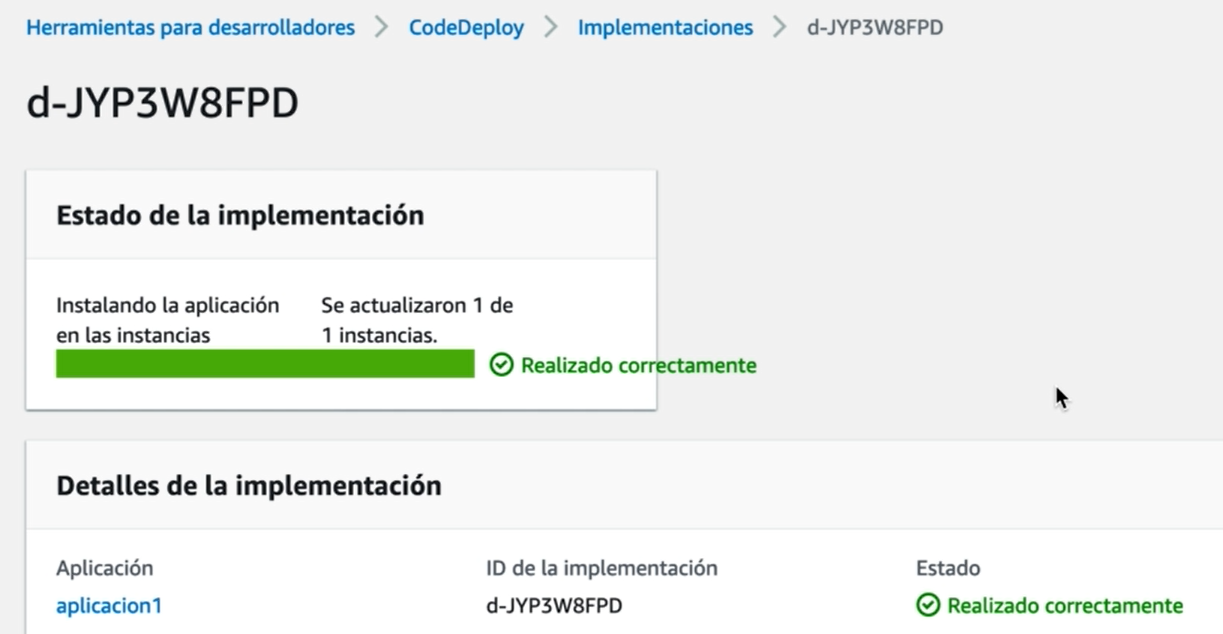 Herramientas para desarrolladores > CodeDeploy > Implementaciones > d-JYP3W8FPD
d-JYP3W8FPD
Estado de la implementación
Instalando la aplicación
en las instancias
Se actualizaron 1 de
1 instancias.
Realizado correctamente
Detalles de la implementación
Aplicación
aplicacion1
ID de la implementación
d-JYP3W8FPD
Estado
Realizado correctamente